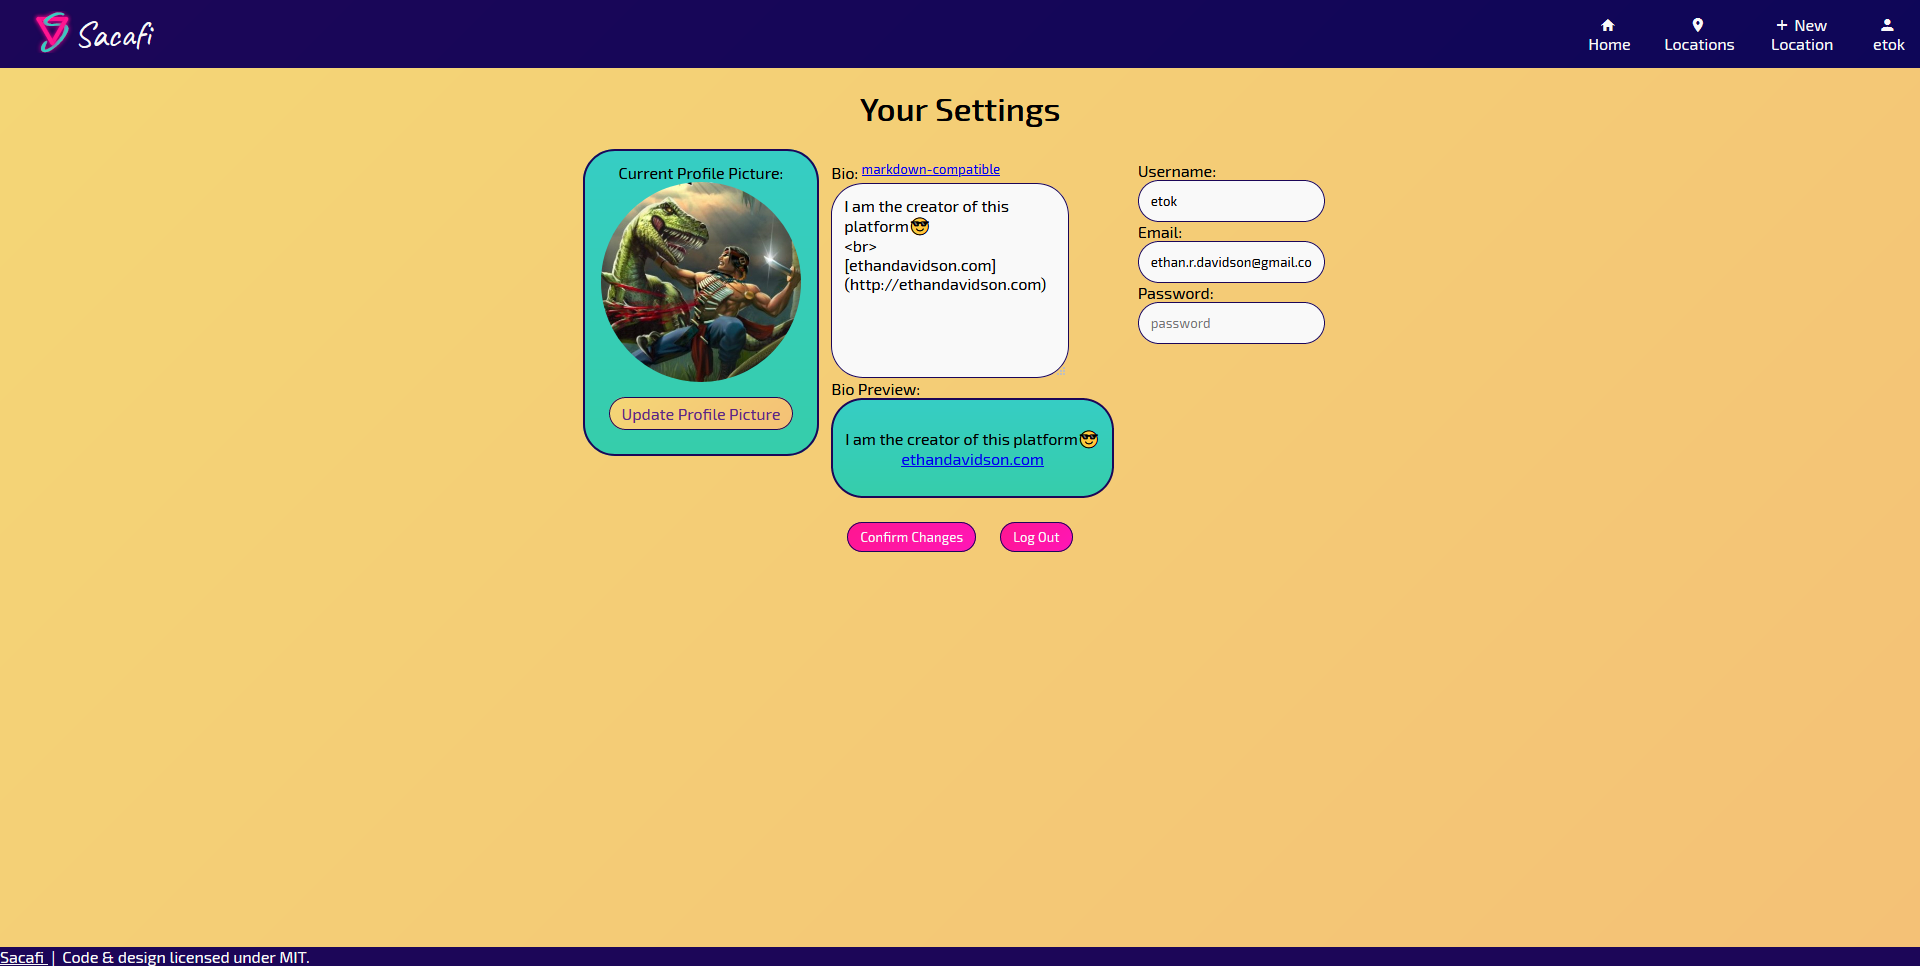 Sacafi
Home
Locations
+ New
Location
etok
Your Settings
Current Profile Picture:
Update Profile Picture
Bio: markdown-compatible
I am the creator of this
platform😎
<br>
[ethandavidson.com]
(http://ethandavidson.com)
Bio Preview:
I am the creator of this platform😎
ethandavidson.com
Username:
etok
Email:
ethan.r.davidson@gmail.co
Password:
password
Confirm Changes
Log Out
Sacafi | Code & design licensed under MIT.